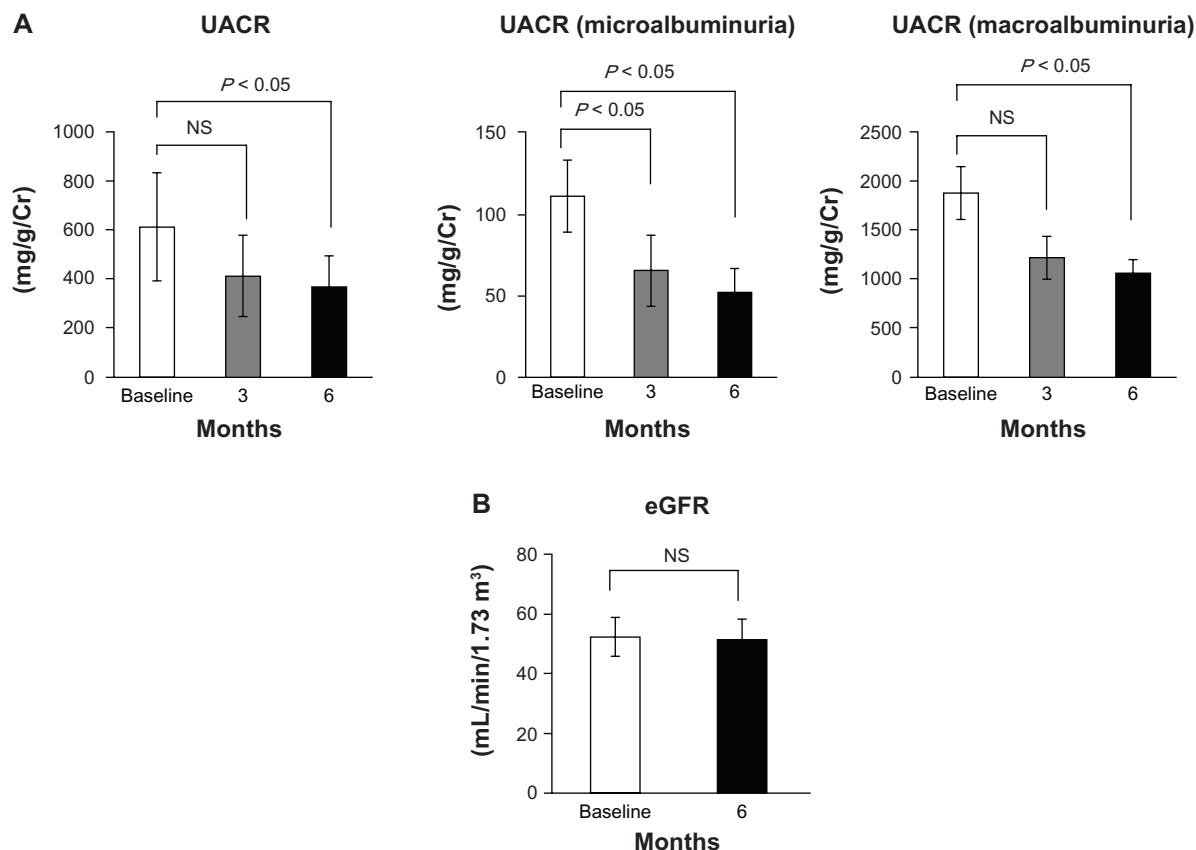 A
UACR
P < 0.05
NS
1000
800
600
400
200
0
(mg/g/Cr)
Baseline 3 6
Months
UACR (microalbuminuria)
P < 0.05
P < 0.05
150
100
50
0
(mg/g/Cr)
Baseline 3 6
Months
UACR (macroalbuminuria)
P < 0.05
NS
2500
2000
1500
1000
500
0
(mg/g/Cr)
Baseline 3 6
Months
B
eGFR
NS
80
60
40
20
0
(mL/min/1.73 m³)
Baseline 6
Months